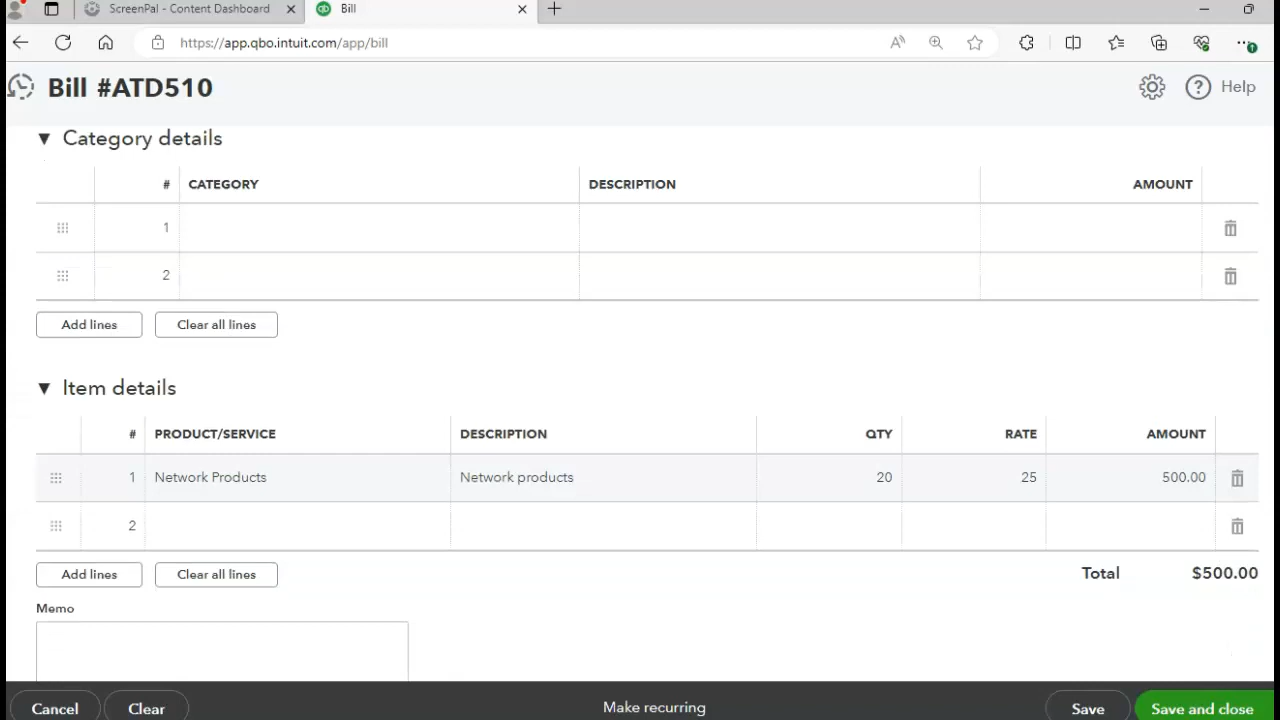 ScreenPal - Content Dashboard
Bill
https://app.qbo.intuit.com/app/bill
Bill #ATD510
Help
Category details
# CATEGORY DESCRIPTION AMOUNT
1
2
Add lines Clear all lines
Item details
# PRODUCT/SERVICE DESCRIPTION QTY RATE AMOUNT
1 Network Products Network products 20 25 500.00
2
Add lines Clear all lines Total $500.00
Memo
Cancel Clear Make recurring Save Save and close